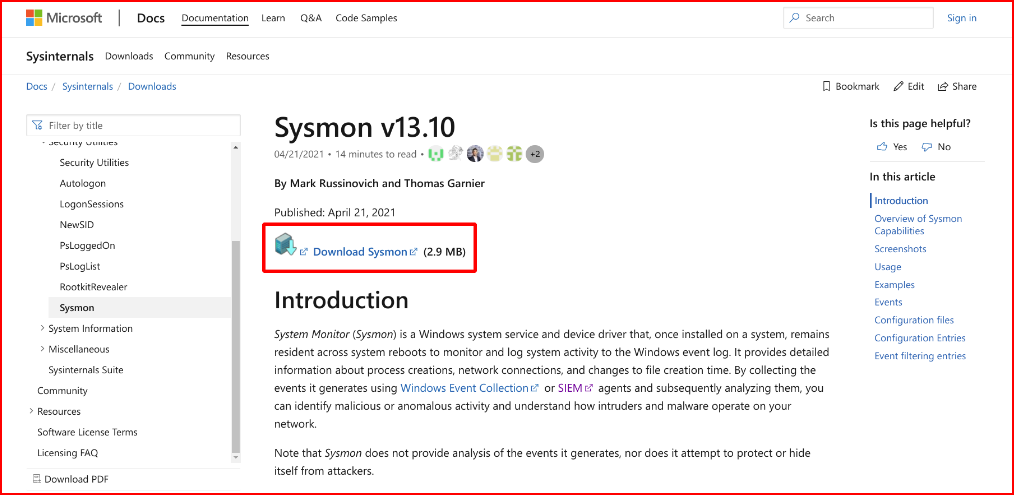 Microsoft Docs Documentation Learn Q&A Code Samples Search Sign in
Sysinternals Downloads Community Resources
Docs / Sysinternals / Downloads
Bookmark Edit Share
Filter by title
Security Utilities
Security Utilities
Autologon
LogonSessions
NewSID
PsLoggedOn
PsLogList
RootkitRevealer
Sysmon
System Information
Miscellaneous
Sysinternals Suite
Community
Resources
Software License Terms
Licensing FAQ
Download PDF
Sysmon v13.10
04/21/2021 • 14 minutes to read • +2
By Mark Russinovich and Thomas Garnier
Published: April 21, 2021
Download Sysmon (2.9 MB)
Introduction
System Monitor (Sysmon) is a Windows system service and device driver that, once installed on a system, remains
resident across system reboots to monitor and log system activity to the Windows event log. It provides detailed
information about process creations, network connections, and changes to file creation time. By collecting the
events it generates using Windows Event Collection or SIEM agents and subsequently analyzing them, you
can identify malicious or anomalous activity and understand how intruders and malware operate on your
network.
Note that Sysmon does not provide analysis of the events it generates, nor does it attempt to protect or hide
itself from attackers.
Is this page helpful?
Yes No
In this article
Introduction
Overview of Sysmon
Capabilities
Screenshots
Usage
Examples
Events
Configuration files
Configuration Entries
Event filtering entries